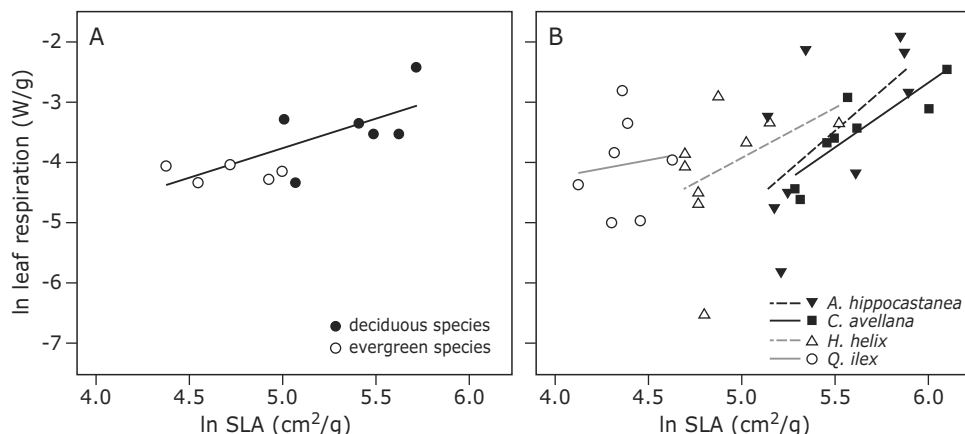 A
B
ln leaf respiration (W/g)
-2
-3
-4
-5
-6
-7
deciduous species
evergreen species
A. hippocastanea
C. avellana
H. helix
Q. ilex
4.0 4.5 5.0 5.5 6.0
4.0 4.5 5.0 5.5 6.0
ln SLA (cm²/g)
ln SLA (cm²/g)